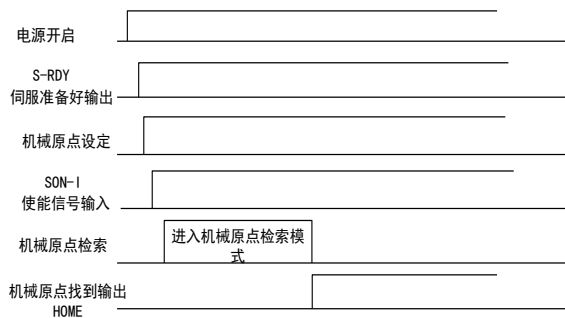 电源开启
S-RDY
伺服准备好输出
机械原点设定
SON-I
使能信号输入
机械原点检索
进入机械原点检索模
式
机械原点找到输出
HOME